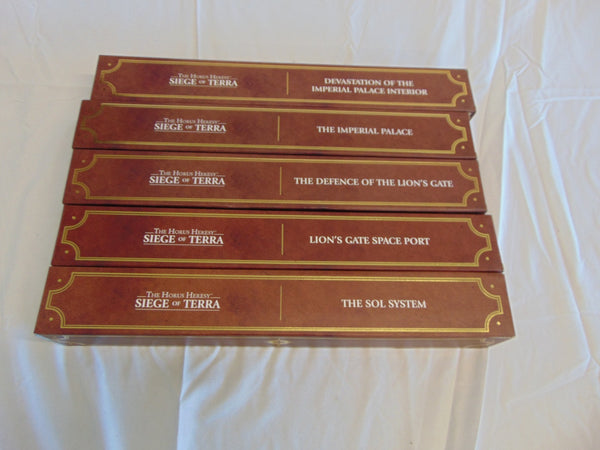 The Horus Heresy
SIEGE OF TERRA
DEVASTATION OF THE
IMPERIAL PALACE INTERIOR
The Horus Heresy
SIEGE OF TERRA
THE IMPERIAL PALACE
The Horus Heresy
SIEGE OF TERRA
THE DEFENCE OF THE LION'S GATE
The Horus Heresy
SIEGE OF TERRA
LION'S GATE SPACE PORT
The Horus Heresy
SIEGE OF TERRA
THE SOL SYSTEM